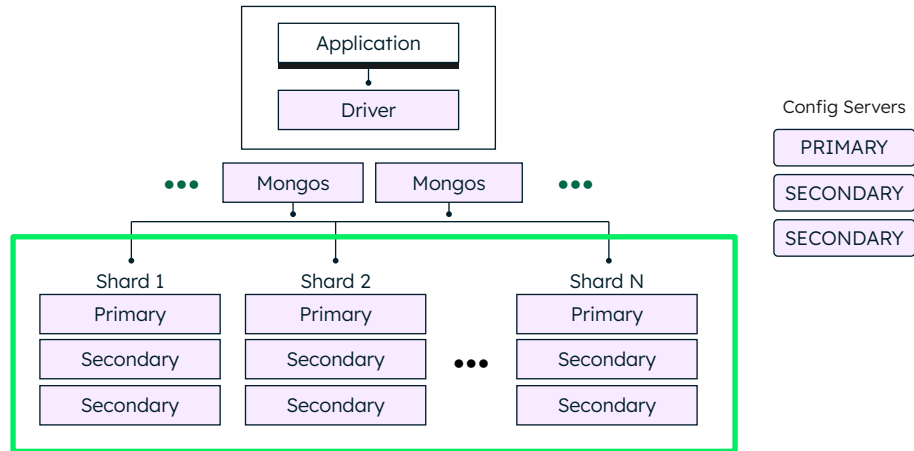 Application
Driver
Config Servers
PRIMARY
SECONDARY
SECONDARY
Mongos
Mongos
Shard 1
Primary
Secondary
Secondary
Shard 2
Primary
Secondary
Secondary
Shard N
Primary
Secondary
Secondary